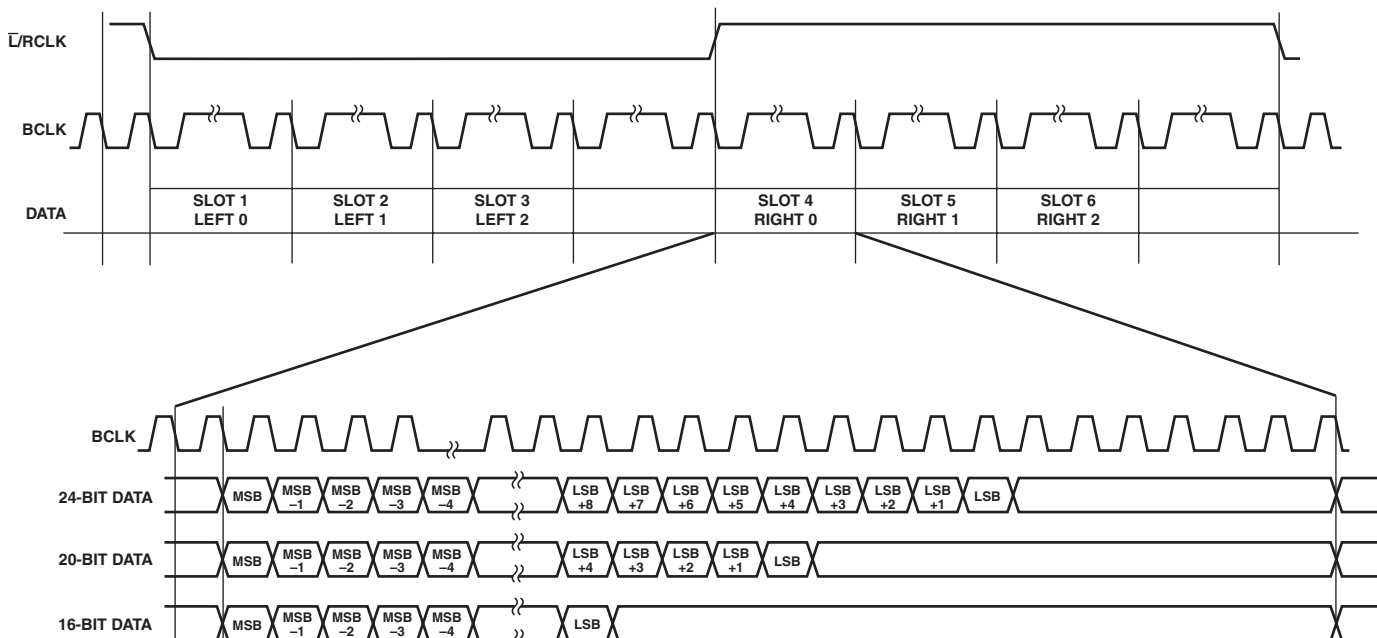 L̅/RCLK
BCLK
DATA
SLOT 1
LEFT 0
SLOT 2
LEFT 1
SLOT 3
LEFT 2
SLOT 4
RIGHT 0
SLOT 5
RIGHT 1
SLOT 6
RIGHT 2
BCLK
24-BIT DATA
MSB
MSB
–1
MSB
–2
MSB
–3
MSB
–4
LSB
+8
LSB
+7
LSB
+6
LSB
+5
LSB
+4
LSB
+3
LSB
+2
LSB
+1
LSB
20-BIT DATA
MSB
MSB
–1
MSB
–2
MSB
–3
MSB
–4
LSB
+4
LSB
+3
LSB
+2
LSB
+1
LSB
16-BIT DATA
MSB
MSB
–1
MSB
–2
MSB
–3
MSB
–4
LSB